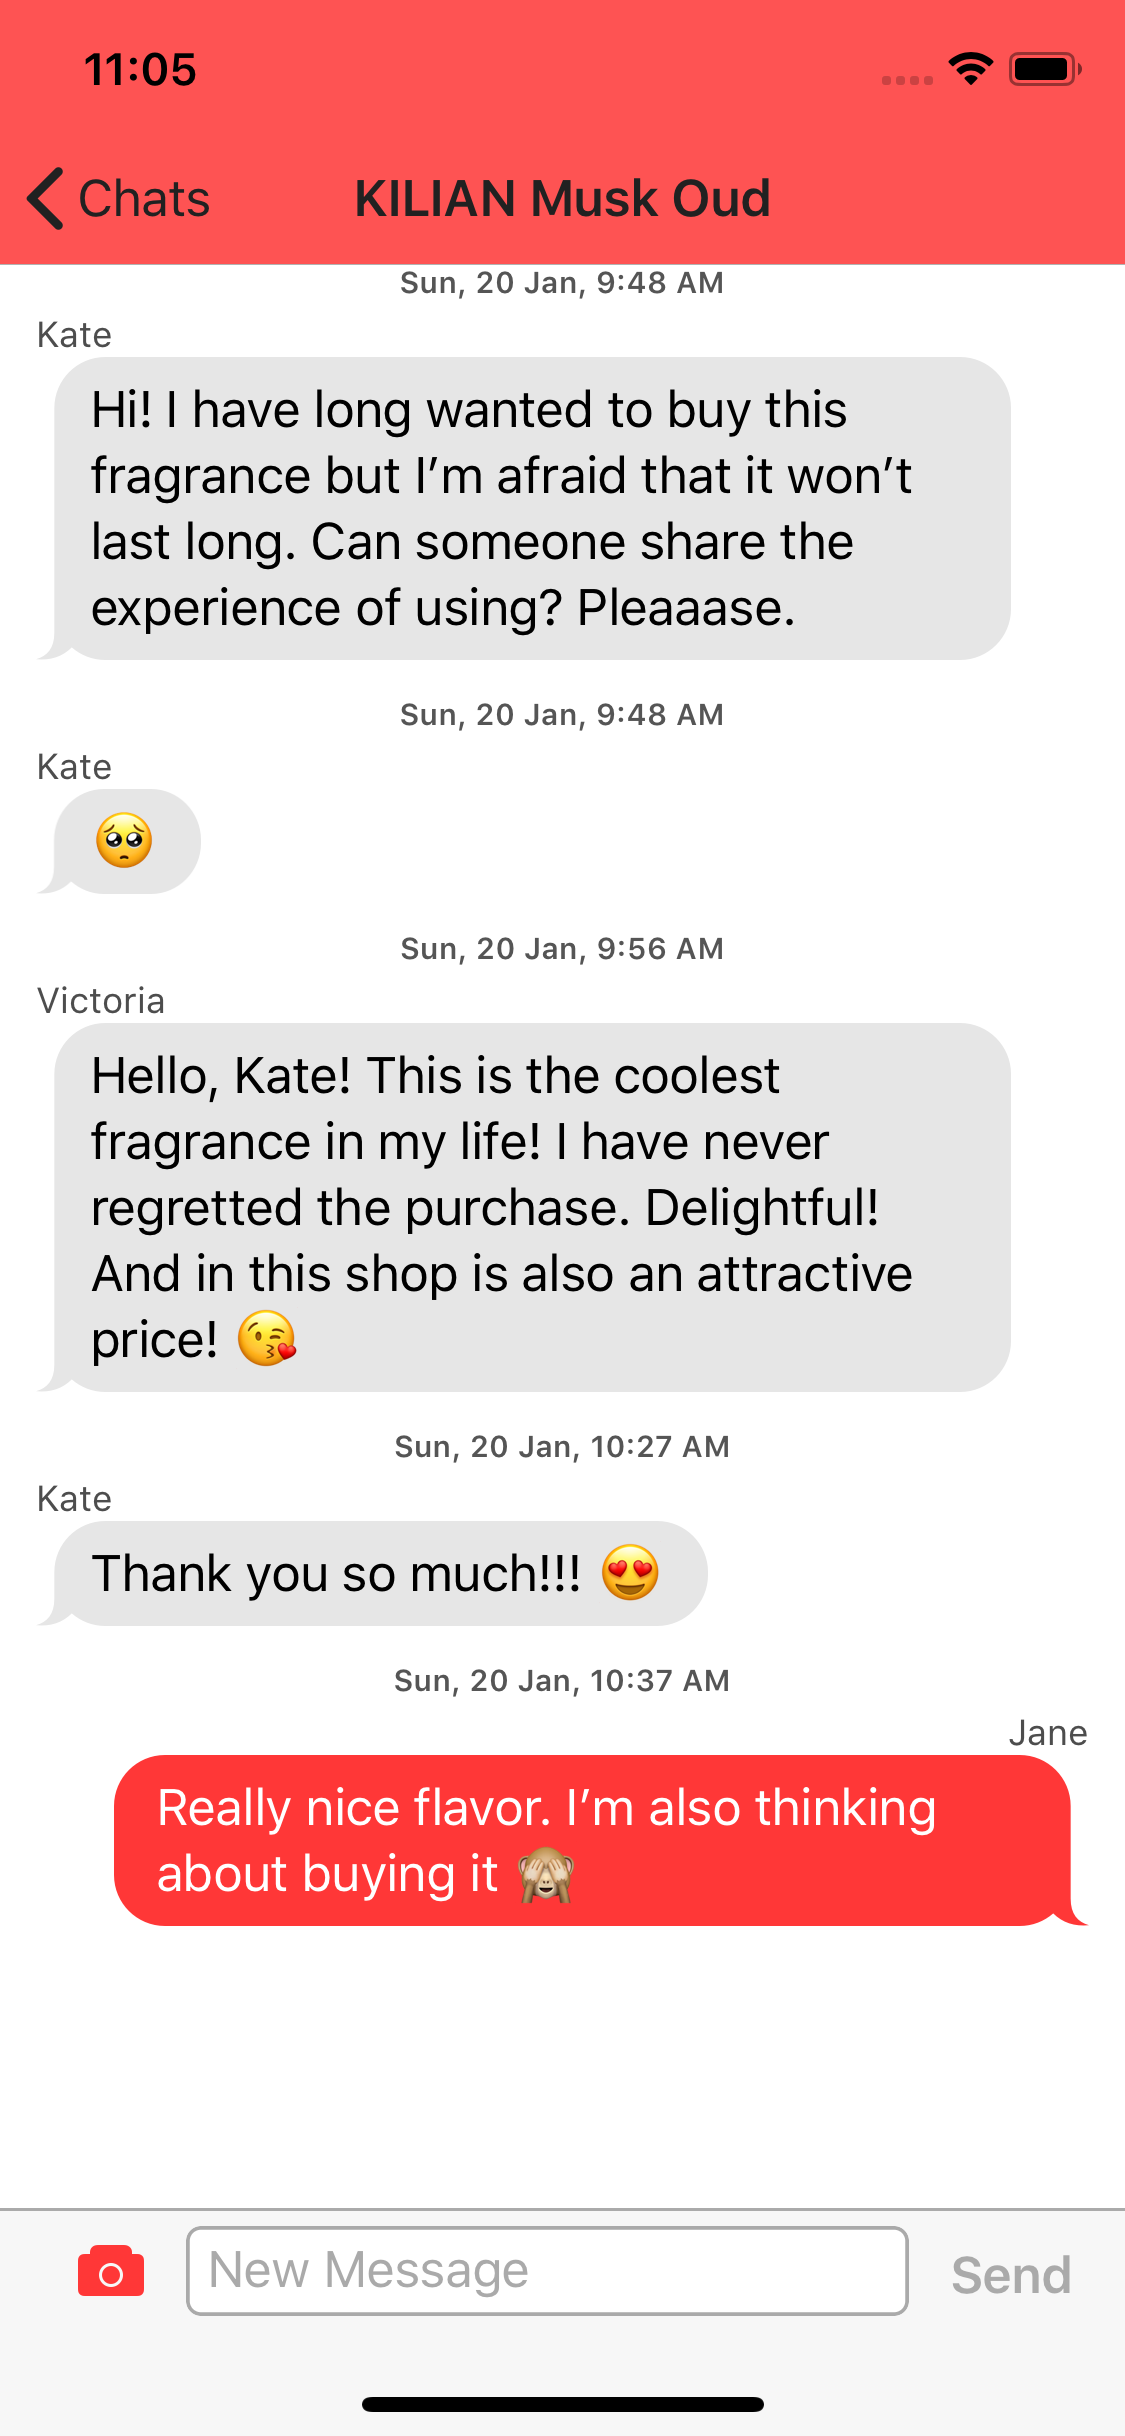 11:05
Chats
KILIAN Musk Oud
Sun, 20 Jan, 9:48 AM
Kate
Hi! I have long wanted to buy this
fragrance but I’m afraid that it won’t
last long. Can someone share the
experience of using? Pleaaase.
Sun, 20 Jan, 9:48 AM
Kate
🥺
Sun, 20 Jan, 9:56 AM
Victoria
Hello, Kate! This is the coolest
fragrance in my life! I have never
regretted the purchase. Delightful!
And in this shop is also an attractive
price! 😘
Sun, 20 Jan, 10:27 AM
Kate
Thank you so much!!! 😍
Sun, 20 Jan, 10:37 AM
Jane
Really nice flavor. I’m also thinking
about buying it 🙈
New Message
Send